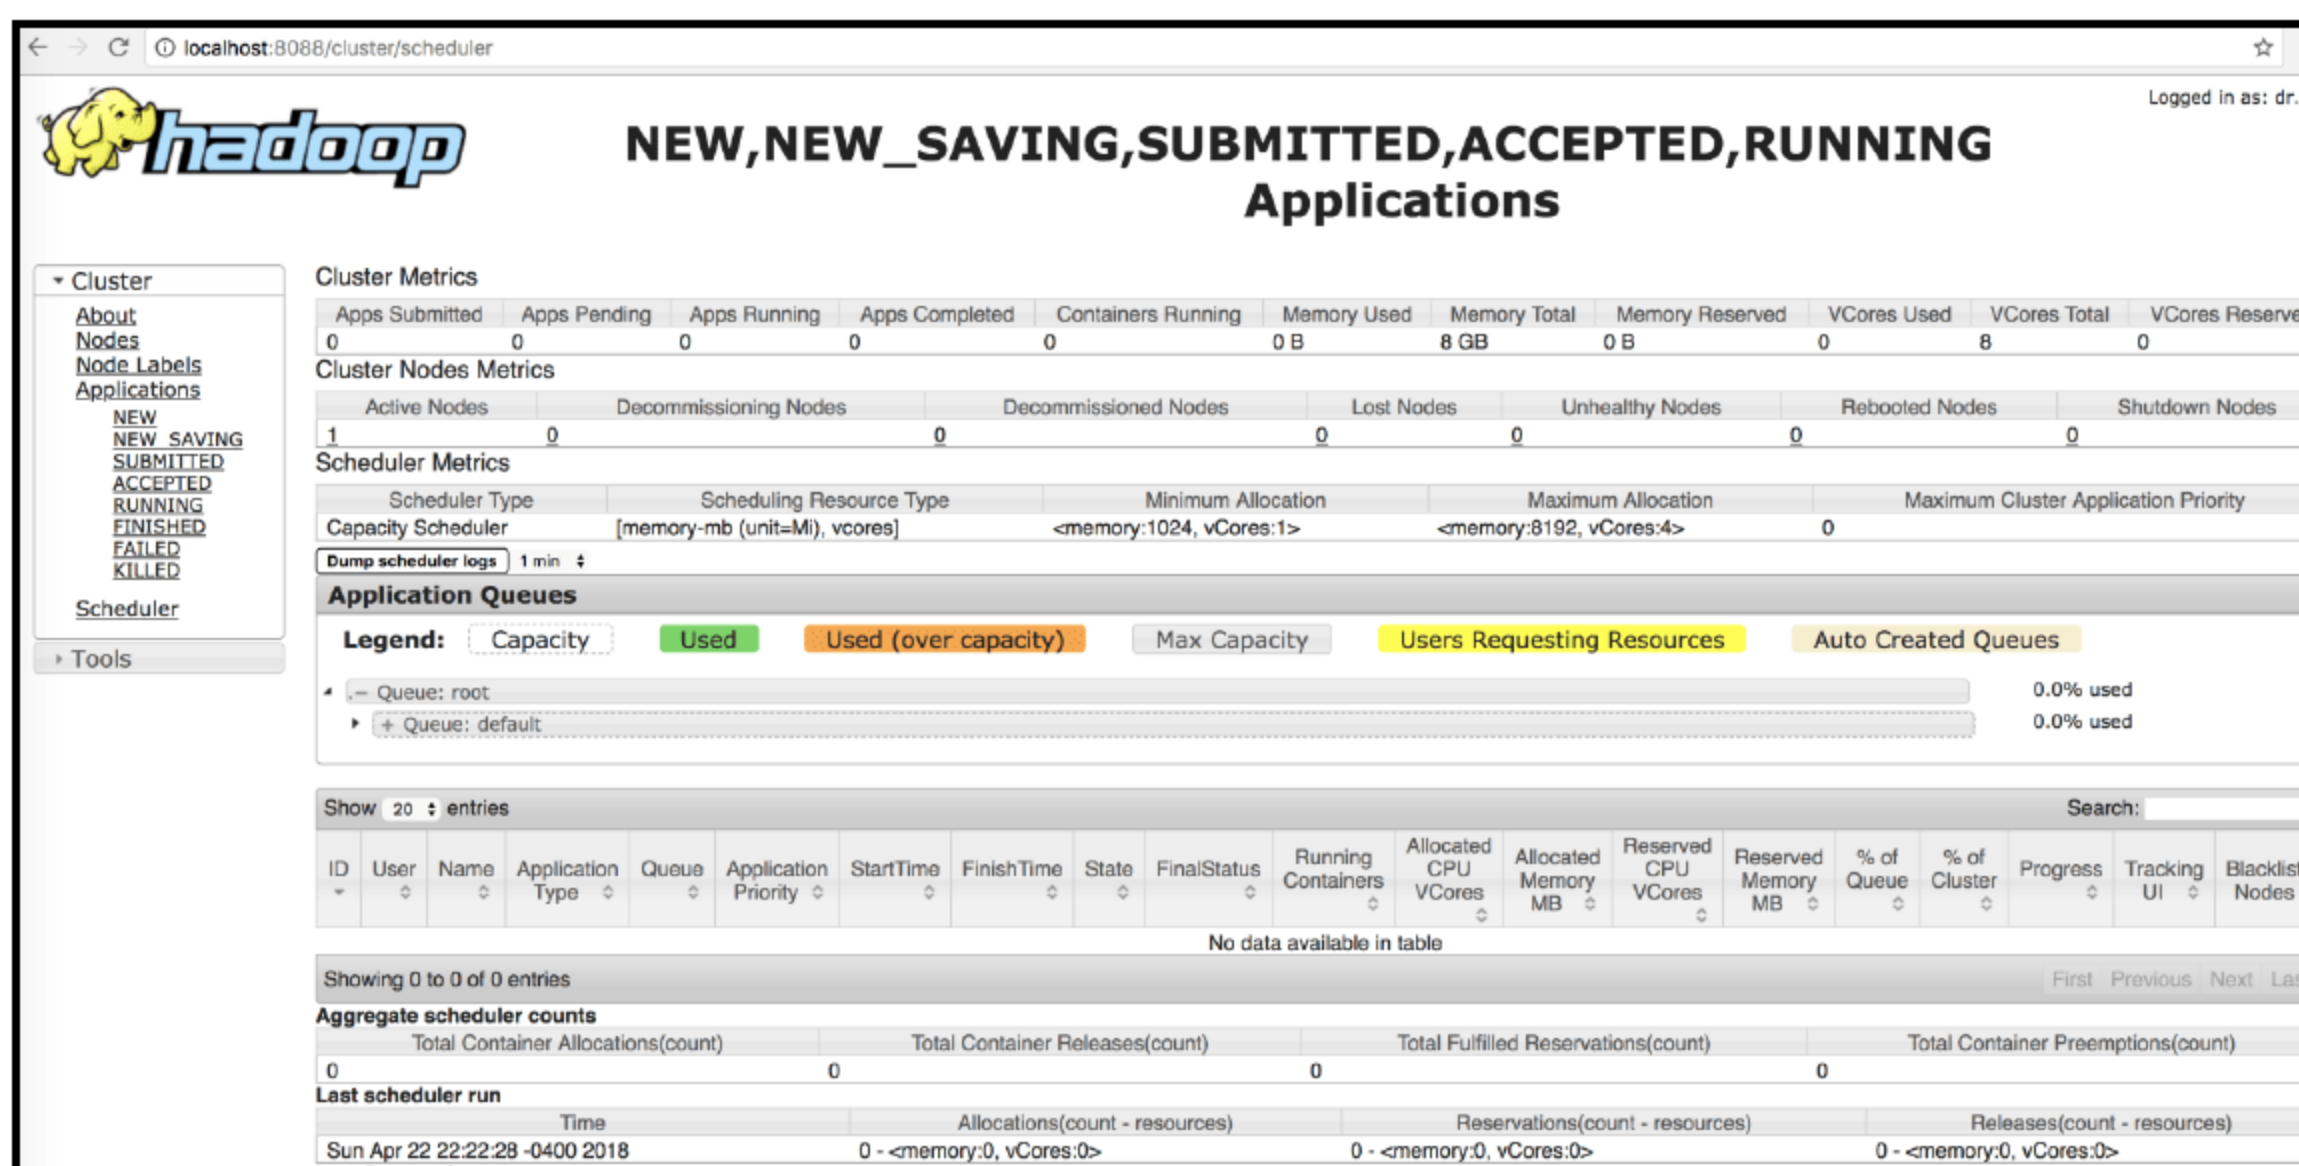 localhost:8088/cluster/scheduler
hadoop
Logged in as: dr.
NEW,NEW_SAVING,SUBMITTED,ACCEPTED,RUNNING
Applications
Cluster
About
Nodes
Node Labels
Applications
NEW
NEW_SAVING
SUBMITTED
ACCEPTED
RUNNING
FINISHED
FAILED
KILLED
Scheduler
Tools
Cluster Metrics
Apps Submitted Apps Pending Apps Running Apps Completed Containers Running Memory Used Memory Total Memory Reserved VCores Used VCores Total VCores Reserve
0 0 0 0 0 0 B 8 GB 0 B 0 8 0
Cluster Nodes Metrics
Active Nodes Decommissioning Nodes Decommissioned Nodes Lost Nodes Unhealthy Nodes Rebooted Nodes Shutdown Nodes
1 0 0 0 0 0 0
Scheduler Metrics
Scheduler Type Scheduling Resource Type Minimum Allocation Maximum Allocation Maximum Cluster Application Priority
Capacity Scheduler [memory-mb (unit=Mi), vcores] <memory:1024, vCores:1> <memory:8192, vCores:4> 0
Dump scheduler logs 1 min
Application Queues
Legend: Capacity Used Used (over capacity) Max Capacity Users Requesting Resources Auto Created Queues
.– Queue: root 0.0% used
+ Queue: default 0.0% used
Show 20 entries Search:
ID User Name Application Type Queue Application Priority StartTime FinishTime State FinalStatus Running Containers Allocated CPU VCores Allocated Memory MB Reserved CPU VCores Reserved Memory MB % of Queue % of Cluster Progress Tracking UI Blacklist Nodes
No data available in table
Showing 0 to 0 of 0 entries First Previous Next Las
Aggregate scheduler counts
Total Container Allocations(count) Total Container Releases(count) Total Fulfilled Reservations(count) Total Container Preemptions(count)
0 0 0 0
Last scheduler run
Time Allocations(count - resources) Reservations(count - resources) Releases(count - resources)
Sun Apr 22 22:22:28 -0400 2018 0 - <memory:0, vCores:0> 0 - <memory:0, vCores:0> 0 - <memory:0, vCores:0>